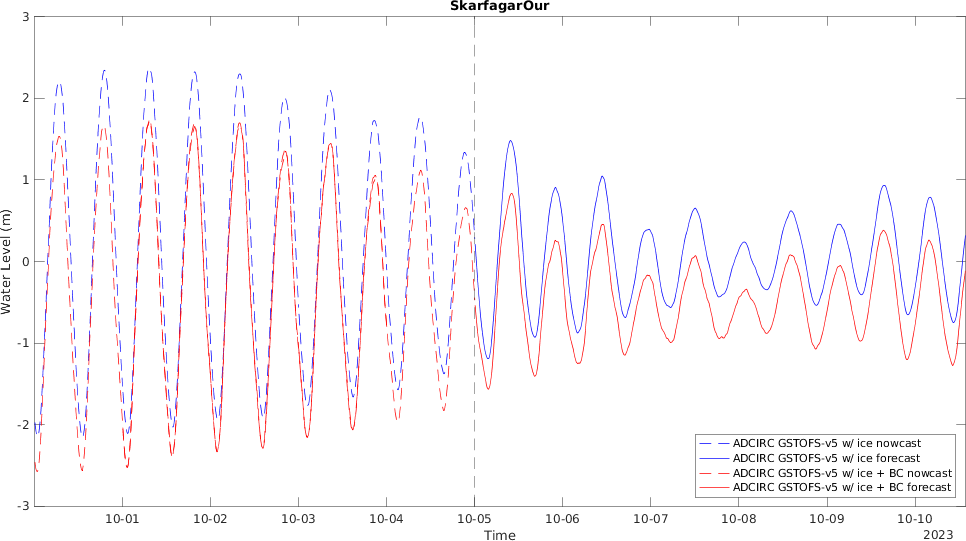 SkarfagarOur
3
2
1
0
-1
-2
-3
Water Level (m)
10-01 10-02 10-03 10-04 10-05 10-06 10-07 10-08 10-09 10-10
Time
2023
ADCIRC GSTOFS-v5 w/ ice nowcast
ADCIRC GSTOFS-v5 w/ ice forecast
ADCIRC GSTOFS-v5 w/ ice + BC nowcast
ADCIRC GSTOFS-v5 w/ ice + BC forecast